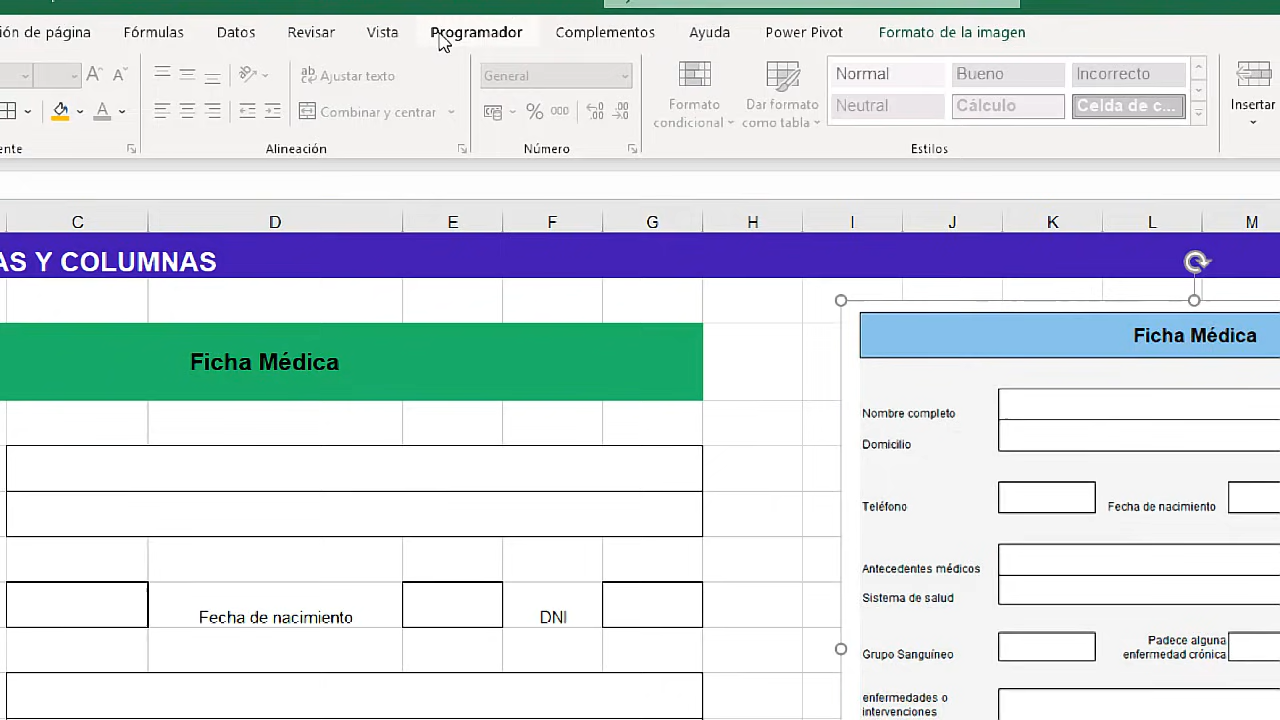 ión de página Fórmulas Datos Revisar Vista Programador Complementos Ayuda Power Pivot Formato de la imagen
A A ab Ajustar texto General Normal Bueno Incorrecto
Combinar y centrar % 000 Formato condicional Dar formato como tabla Neutral Cálculo Celda de c... Insertar
ente Alineación Número Estilos
C D E F G H I J K L M
AS Y COLUMNAS
Ficha Médica
Fecha de nacimiento DNI
Ficha Médica
Nombre completo
Domicilio
Teléfono Fecha de nacimiento
Antecedentes médicos
Sistema de salud
Grupo Sanguíneo Padece alguna
enfermedad crónica
enfermedades o
intervenciones